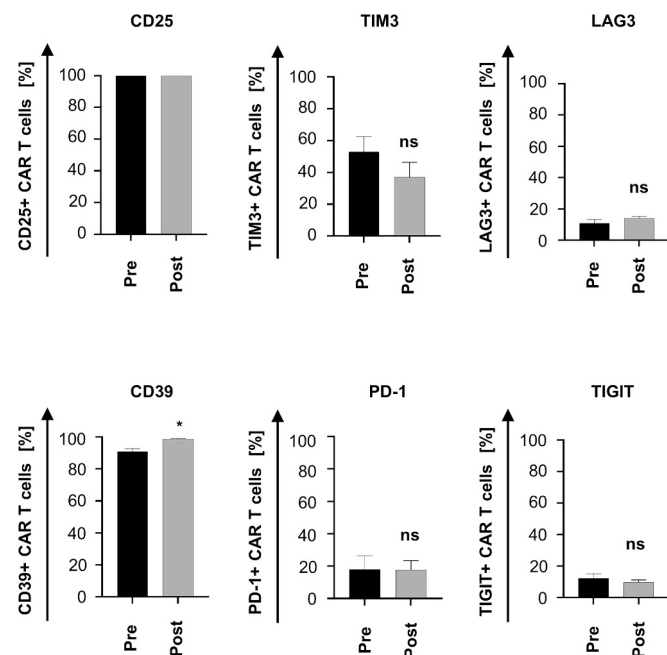 CD25
CD25+ CAR T cells [%]
100
80
60
40
20
0
Pre
Post
TIM3
TIM3+ CAR T cells [%]
100
80
60
40
20
0
ns
Pre
Post
LAG3
LAG3+ CAR T cells [%]
100
80
60
40
20
0
ns
Pre
Post
CD39
CD39+ CAR T cells [%]
100
80
60
40
20
0
*
Pre
Post
PD-1
PD-1+ CAR T cells [%]
100
80
60
40
20
0
ns
Pre
Post
TIGIT
TIGIT+ CAR T cells [%]
100
80
60
40
20
0
ns
Pre
Post